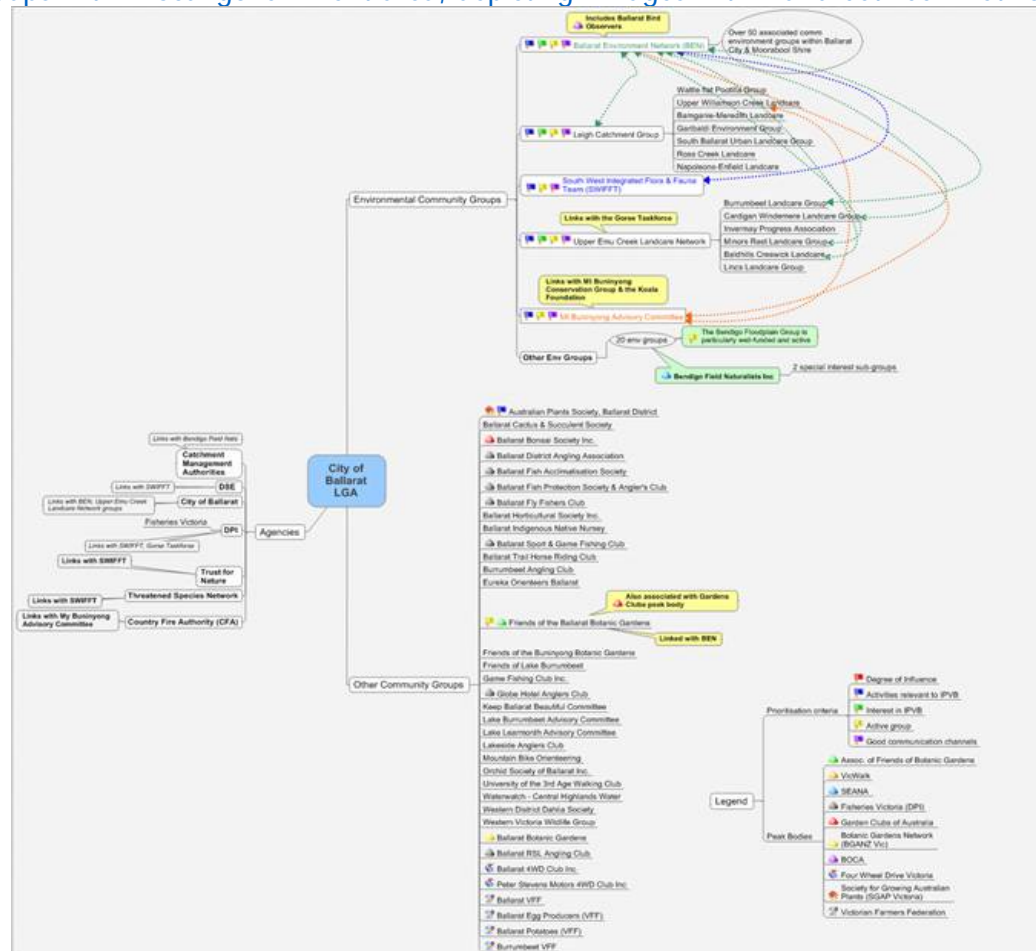 Includes Ballarat Bird
Observers
Ballarat Environment Network (BEN)
Over 50 associated comm
environment groups within Ballarat
City & Moorabool Shire
Wattle flat Pootilla Group
Upper Williamson Creek Landcare
Bamganie-Meredith Landcare
Garibaldi Environment Group
South Ballarat Urban Landcare Group
Ross Creek Landcare
Napoleons-Enfield Landcare
Leigh Catchment Group
South West Integrated Flora & Fauna
Team (SWIFFT)
Environmental Community Groups
Links with the Gorse Taskforce
Upper Emu Creek Landcare Network
Burrumbeet Landcare Group
Cardigan Windemere Landcare Group
Invermay Progress Association
Minors Rest Landcare Group
Baldhills Creswick Landcare
Lincs Landcare Group
Links with Mt Buninyong
Conservation Group & the Koala
Foundation
Mt Buninyong Advisory Committee
Other Env Groups
20 env groups
The Bendigo Floodplain Group is
particularly well-funded and active
Bendigo Field Naturalists Inc
2 special interest sub-groups
City of
Ballarat
LGA
Agencies
Links with Bendigo Field Nats
Catchment
Management
Authorities
Links with SWIFFT
DSE
Links with BEN, Upper Emu Creek
Landcare Network groups
City of Ballarat
Fisheries Victoria
DPI
Links with SWIFFT, Gorse Taskforce
Links with SWIFFT
Trust for
Nature
Threatened Species Network
Links with SWIFFT
Links with My Buninyong
Advisory Committee
Country Fire Authority (CFA)
Other Community Groups
Australian Plants Society, Ballarat District
Ballarat Cactus & Succulent Society
Ballarat Bonsai Society Inc.
Ballarat District Angling Association
Ballarat Fish Acclimatisation Society
Ballarat Fish Protection Society & Angler's Club
Ballarat Fly Fishers Club
Ballarat Horticultural Society Inc.
Ballarat Indigenous Native Nursey
Ballarat Sport & Game Fishing Club
Ballarat Trail Horse Riding Club
Burrumbeet Angling Club
Eureka Orienteers Ballarat
Also associated with Gardens
Clubs peak body
Friends of the Ballarat Botanic Gardens
Linked with BEN
Friends of the Buninyong Botanic Gardens
Friends of Lake Burrumbeet
Game Fishing Club Inc.
Globe Hotel Anglers Club
Keep Ballarat Beautiful Committee
Lake Burrumbeet Advisory Committee
Lake Learmonth Advisory Committee
Lakeside Anglers Club
Mountain Bike Orienteering
Orchid Society of Ballarat Inc.
University of the 3rd Age Walking Club
Waterwatch - Central Highlands Water
Western District Dahlia Society
Western Victoria Wildlife Group
Ballarat Botanic Gardens
Ballarat RSL Angling Club
Ballarat 4WD Club Inc.
Peter Stevens Motors 4WD Club Inc
Ballarat VFF
Ballarat Egg Producers (VFF)
Ballarat Potatoes (VFF)
Burrumbeet VFF
Legend
Prioritisation criteria
Degree of Influence
Activities relevant to IPVB
Interest in IPVB
Active group
Good communication channels
Peak Bodies
Assoc. of Friends of Botanic Gardens
VicWalk
SEANA
Fisheries Victoria (DPI)
Garden Clubs of Australia
Botanic Gardens Network
(BGANZ Vic)
BOCA
Four Wheel Drive Victoria
Society for Growing Australian
Plants (SGAP Victoria)
Victorian Farmers Federation